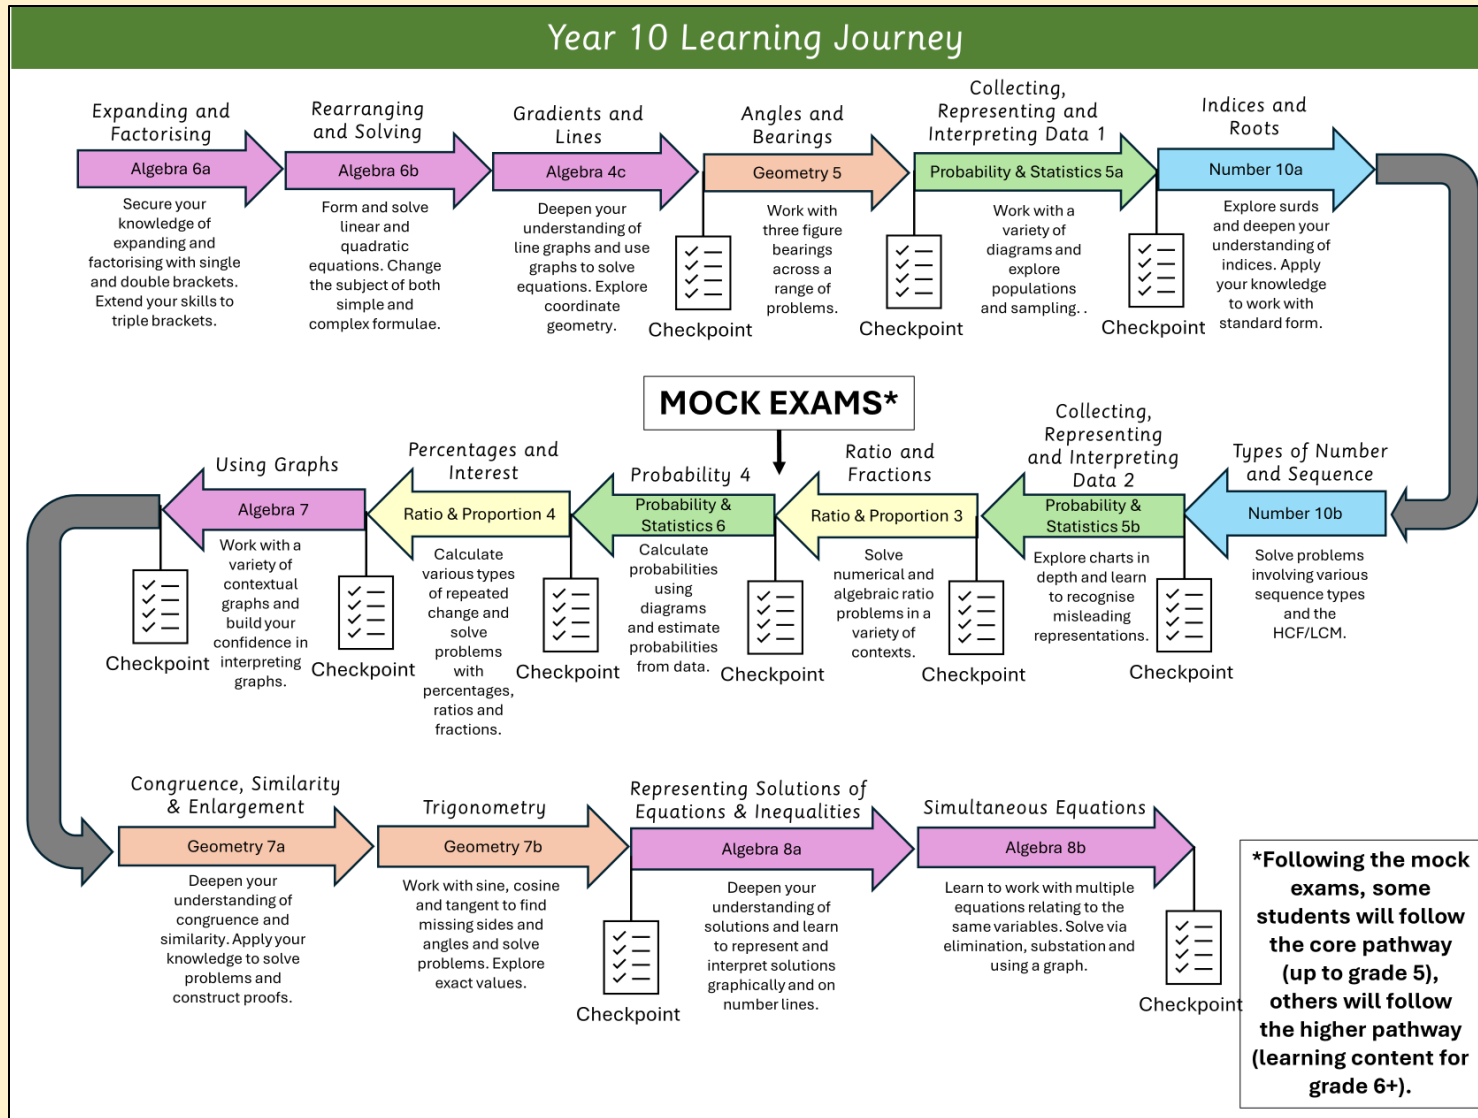 Year 10 Learning Journey
Expanding and
Factorising
Algebra 6a
Secure your
knowledge of
expanding and
factorising with single
and double brackets.
Extend your skills to
triple brackets.
Rearranging
and Solving
Algebra 6b
Form and solve
linear and
quadratic
equations. Change
the subject of both
simple and
complex formulae.
Gradients and
Lines
Algebra 4c
Deepen your
understanding of
line graphs and use
graphs to solve
equations. Explore
coordinate
geometry.
Checkpoint
Angles and
Bearings
Geometry 5
Work with
three figure
bearings
across a
range of
problems.
Checkpoint
Collecting,
Representing and
Interpreting Data 1
Probability & Statistics 5a
Work with a
variety of
diagrams and
explore
populations
and sampling. .
Checkpoint
Indices and
Roots
Number 10a
Explore surds
and deepen your
understanding of
indices. Apply
your knowledge
to work with
standard form.
Types of Number
and Sequence
Number 10b
Solve problems
involving various
sequence types
and the
HCF/LCM.
Checkpoint
Collecting,
Representing
and Interpreting
Data 2
Probability &
Statistics 5b
Explore charts in
depth and learn
to recognise
misleading
representations.
Checkpoint
Ratio and
Fractions
Ratio & Proportion 3
Solve
numerical and
algebraic ratio
problems in a
variety of
contexts.
Checkpoint
MOCK EXAMS*
Probability 4
Probability &
Statistics 6
Calculate
probabilities
using
diagrams
and estimate
probabilities
from data.
Checkpoint
Percentages and
Interest
Ratio & Proportion 4
Calculate
various types
of repeated
change and
solve
problems
with
percentages,
ratios and
fractions.
Checkpoint
Using Graphs
Algebra 7
Work with a
variety of
contextual
graphs and
build your
confidence in
interpreting
graphs.
Checkpoint
Congruence, Similarity
& Enlargement
Geometry 7a
Deepen your
understanding of
congruence and
similarity. Apply your
knowledge to solve
problems and
construct proofs.
Trigonometry
Geometry 7b
Work with sine, cosine
and tangent to find
missing sides and
angles and solve
problems. Explore
exact values.
Checkpoint
Representing Solutions of
Equations & Inequalities
Algebra 8a
Deepen your
understanding of
solutions and learn
to represent and
interpret solutions
graphically and on
number lines.
Simultaneous Equations
Algebra 8b
Learn to work with multiple
equations relating to the
same variables. Solve via
elimination, substation and
using a graph.
Checkpoint
*Following the mock
exams, some
students will follow
the core pathway
(up to grade 5),
others will follow
the higher pathway
(learning content for
grade 6+).